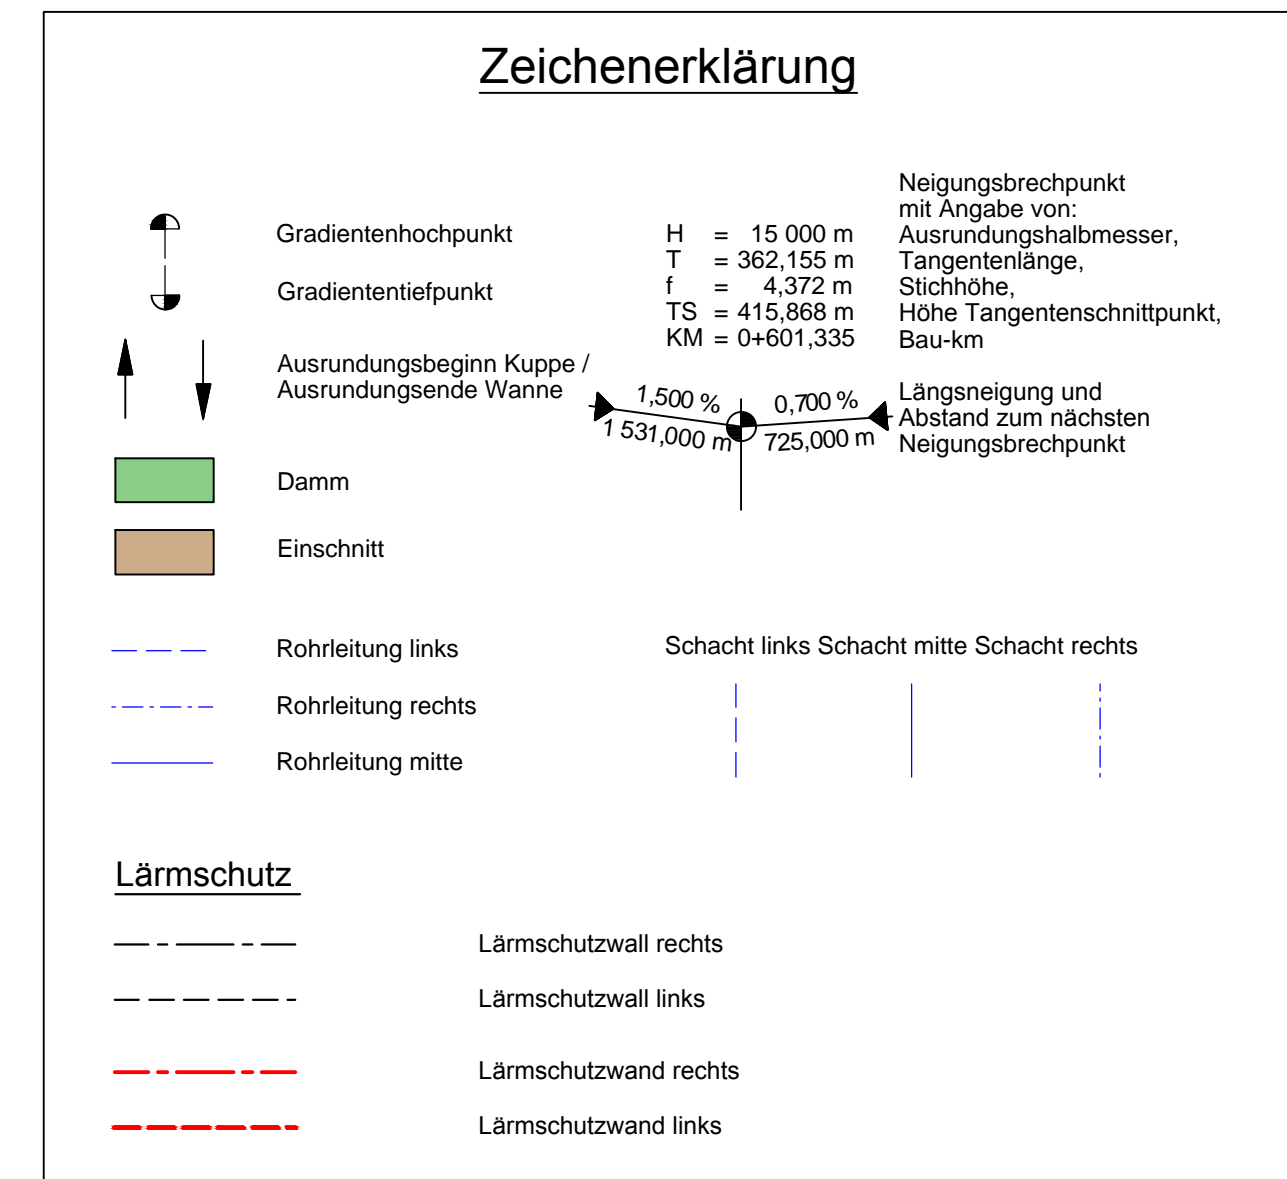 Zeichenerklärung
Gradientenhochpunkt
Gradiententiefpunkt
Ausrundungsbeginn Kuppe /
Ausrundungsende Wanne
Damm
Einschnitt
Neigungsbrechpunkt
mit Angabe von:
H = 15 000 m Ausrundungshalbmesser,
T = 362,155 m Tangentenlänge,
f = 4,372 m Stichhöhe,
TS = 415,868 m Höhe Tangentenschnittpunkt,
KM = 0+601,335 Bau-km
1,500 % 0,700 %
1 531,000 m 725,000 m
Längsneigung und
Abstand zum nächsten
Neigungsbrechpunkt
Rohrleitung links
Rohrleitung rechts
Rohrleitung mitte
Schacht links Schacht mitte Schacht rechts
Lärmschutz
Lärmschutzwall rechts
Lärmschutzwall links
Lärmschutzwand rechts
Lärmschutzwand links